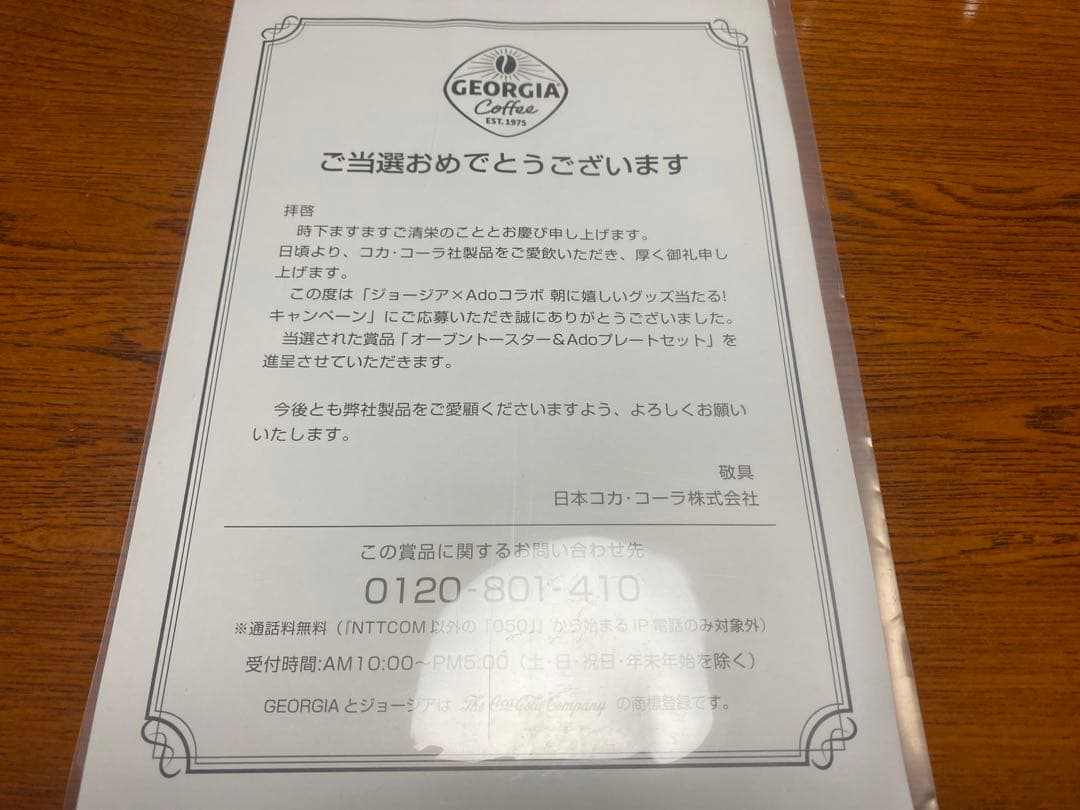 GEORGIA
Coffee
EST. 1975
ご当選おめでとうございます
拝啓
時下ますますご清栄のこととお慶び申し上げます。
日頃より、コカ・コーラ社製品をご愛飲いただき、厚く御礼申し
上げます。
この度は「ジョージア×Adoコラボ 朝に嬉しいグッズ当たる!
キャンペーン」にご応募いただき誠にありがとうございました。
当選された賞品「オーブントースター&Adoプレートセット」を
進呈させていただきます。
今後とも弊社製品をご愛顧くださいますよう、よろしくお願い
いたします。
敬具
日本コカ・コーラ株式会社
この賞品に関するお問い合わせ先
0120-801-410
※通話料無料（『NTTCOM以外の「050」』から始まるIP電話のみ対象外）
受付時間:AM10:00～PM5:00（土・日・祝日・年末年始を除く）
GEORGIAとジョージアは The Coca-Cola Company の商標登録です。